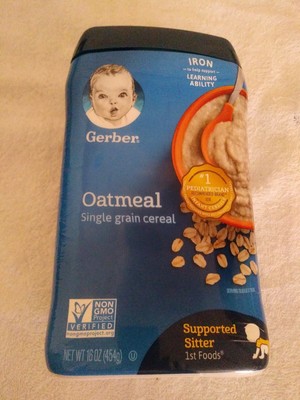 IRON
to help support
LEARNING
ABILITY
Gerber
#1
PEDIATRICIAN
Oatmeal
Single grain cereal
NON
GMO
Project
VERIFIED
nongmoproject.org
Supported
Sitter
1st Foods®
NET WT 16 OZ (454g)
U